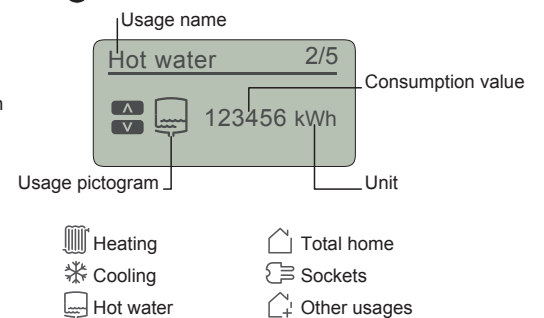 Usage name
Hot water 2/5
Consumption value
123456 kWh
Usage pictogram
Unit
Heating
Total home
Cooling
Sockets
Hot water
Other usages